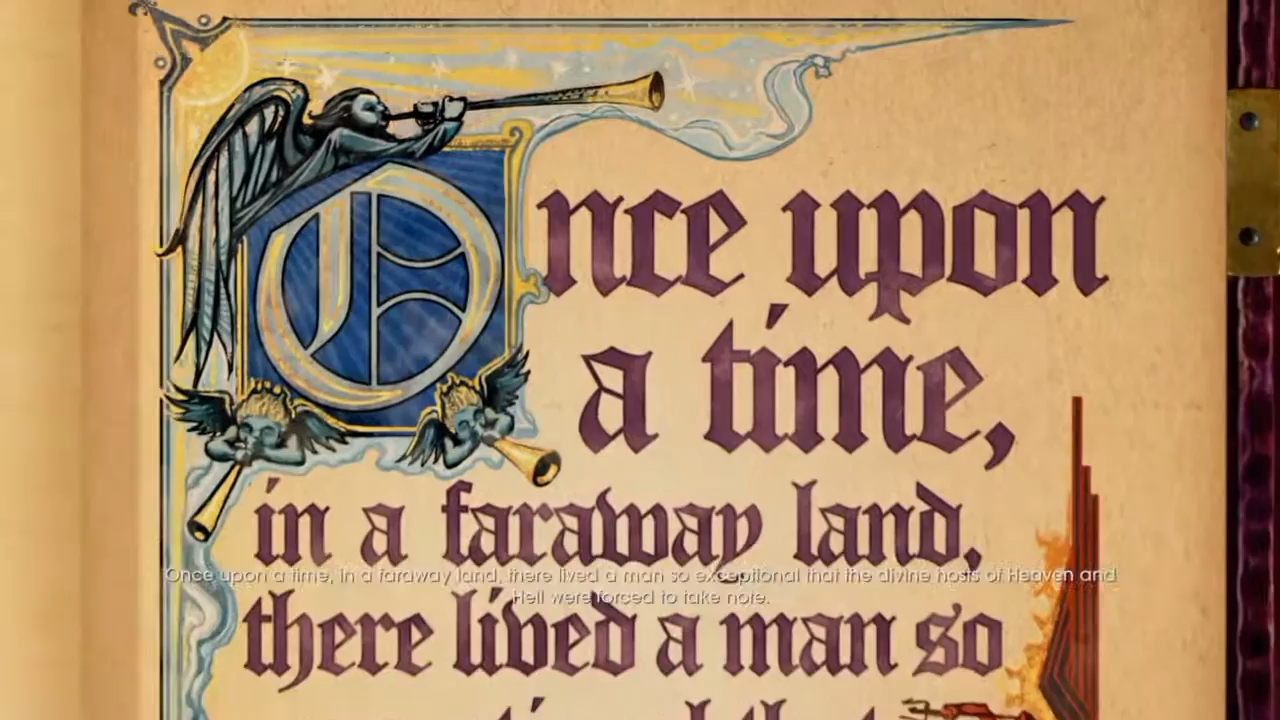 Once upon
a time,
in a faraway land,
Once upon a time, in a faraway land, there lived a man so exceptional that the divine hosts of Heaven and
Hell were forced to take note.
there lived a man so